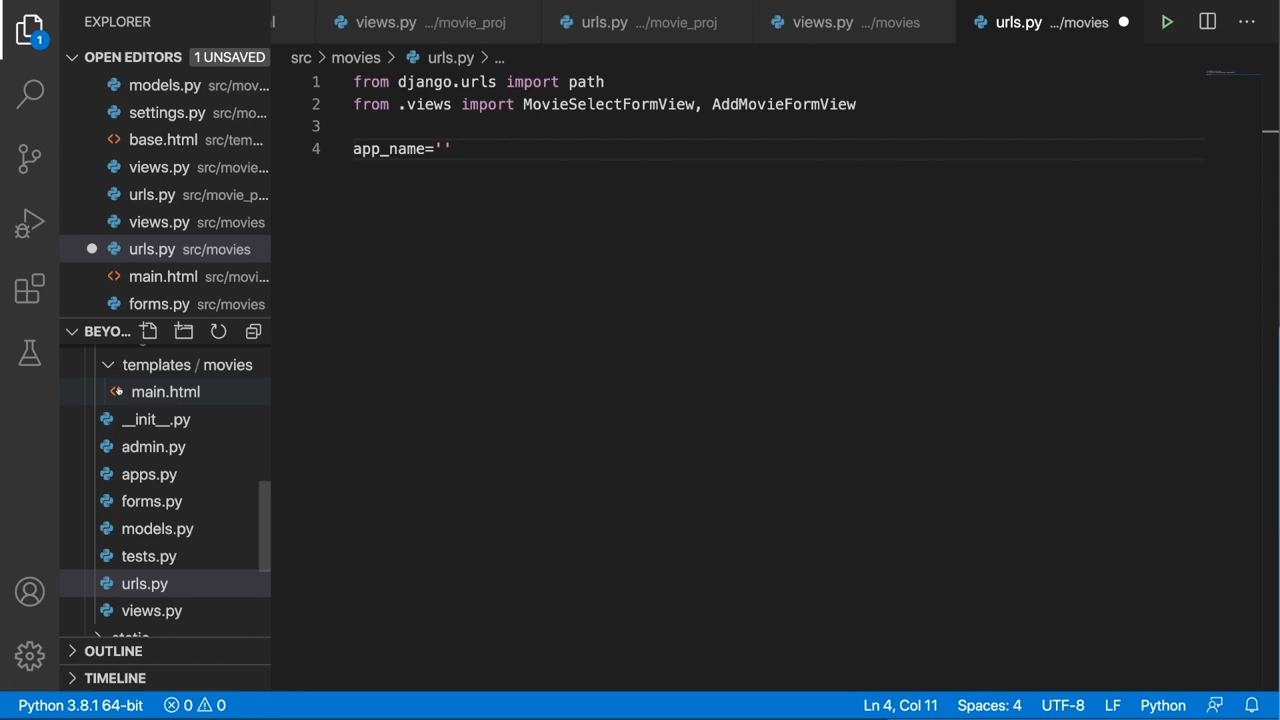 EXPLORER
l
views.py .../movie_proj
urls.py .../movie_proj
views.py .../movies
urls.py .../movies
1
OPEN EDITORS 1 UNSAVED
src movies urls.py ...
models.py src/mov...
settings.py src/mo...
base.html src/tem...
views.py src/movie...
urls.py src/movie_p...
views.py src/movies
urls.py src/movies
main.html src/movi...
forms.py src/movies
BEYO...
templates / movies
main.html
__init__.py
admin.py
apps.py
forms.py
models.py
tests.py
urls.py
views.py
OUTLINE
TIMELINE
1 from django.urls import path
2 from .views import MovieSelectFormView, AddMovieFormView
3
4 app_name=''
Python 3.8.1 64-bit 0 0 Ln 4, Col 11 Spaces: 4 UTF-8 LF Python